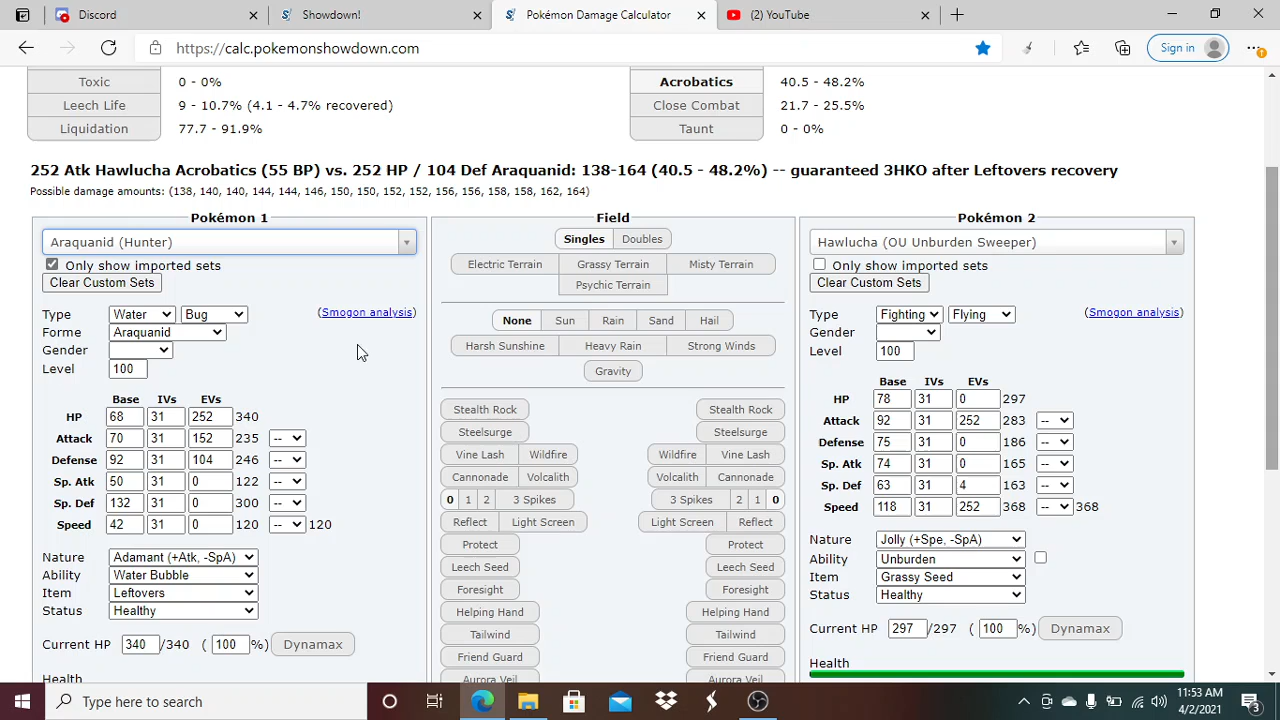 Discord
Showdown!
Pokémon Damage Calculator
(2) YouTube
https://calc.pokemonshowdown.com
Sign in
Toxic 0 - 0%
Leech Life 9 - 10.7% (4.1 - 4.7% recovered)
Liquidation 77.7 - 91.9%
Acrobatics 40.5 - 48.2%
Close Combat 21.7 - 25.5%
Taunt 0 - 0%
252 Atk Hawlucha Acrobatics (55 BP) vs. 252 HP / 104 Def Araquanid: 138-164 (40.5 - 48.2%) -- guaranteed 3HKO after Leftovers recovery
Possible damage amounts: (138, 140, 140, 144, 144, 146, 150, 150, 152, 152, 156, 156, 158, 158, 162, 164)
Pokémon 1
Araquanid (Hunter)
Only show imported sets
Clear Custom Sets
Type Water Bug (Smogon analysis)
Forme Araquanid
Gender
Level 100
Base IVs EVs
HP 68 31 252 340
Attack 70 31 152 235 --
Defense 92 31 104 246 --
Sp. Atk 50 31 0 122 --
Sp. Def 132 31 0 300 --
Speed 42 31 0 120 -- 120
Nature Adamant (+Atk, -SpA)
Ability Water Bubble
Item Leftovers
Status Healthy
Current HP 340 /340 ( 100 %) Dynamax
Health
Field
Singles Doubles
Electric Terrain Grassy Terrain Misty Terrain
Psychic Terrain
None Sun Rain Sand Hail
Harsh Sunshine Heavy Rain Strong Winds
Gravity
Stealth Rock Stealth Rock
Steelsurge Steelsurge
Vine Lash Wildfire Wildfire Vine Lash
Cannonade Volcalith Volcalith Cannonade
0 1 2 3 Spikes 3 Spikes 2 1 0
Reflect Light Screen Light Screen Reflect
Protect Protect
Leech Seed Leech Seed
Foresight Foresight
Helping Hand Helping Hand
Tailwind Tailwind
Friend Guard Friend Guard
Aurora Veil Aurora Veil
Pokémon 2
Hawlucha (OU Unburden Sweeper)
Only show imported sets
Clear Custom Sets
Type Fighting Flying (Smogon analysis)
Gender
Level 100
Base IVs EVs
HP 78 31 0 297
Attack 92 31 252 283 --
Defense 75 31 0 186 --
Sp. Atk 74 31 0 165 --
Sp. Def 63 31 4 163 --
Speed 118 31 252 368 -- 368
Nature Jolly (+Spe, -SpA)
Ability Unburden
Item Grassy Seed
Status Healthy
Current HP 297 /297 ( 100 %) Dynamax
Health
Type here to search
11:53 AM
4/2/2021
3